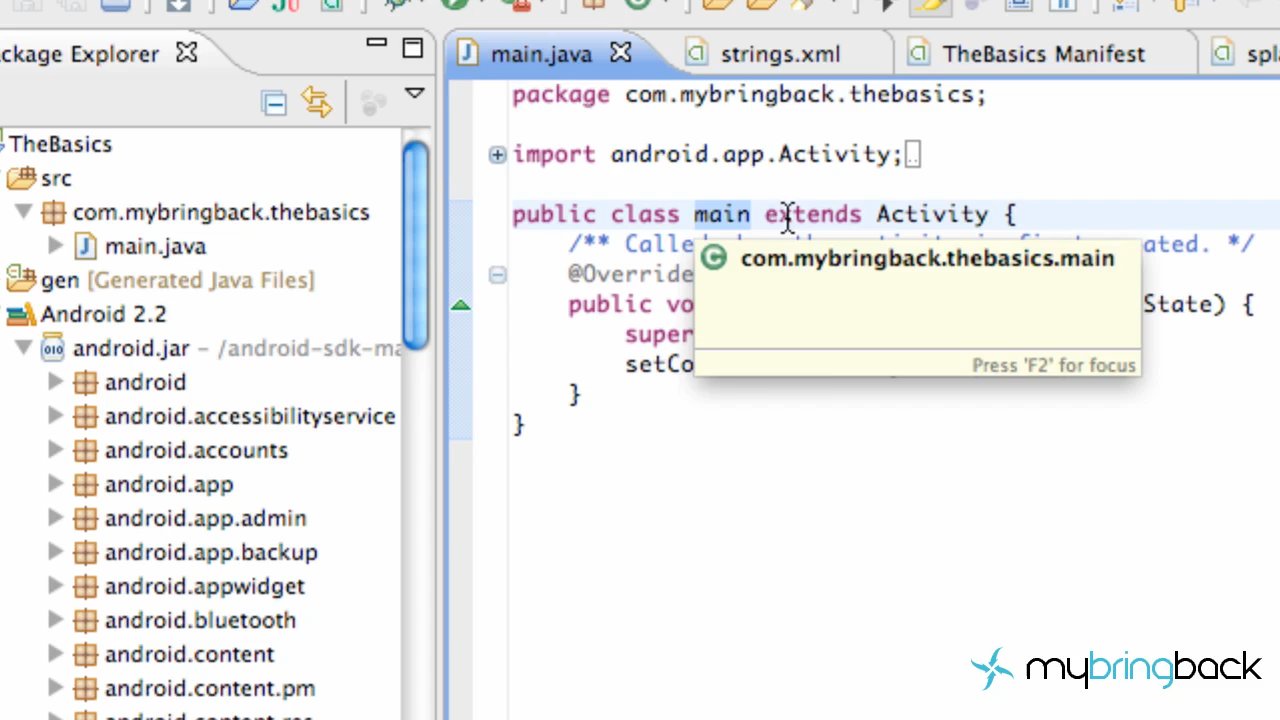 ckage Explorer
TheBasics
src
com.mybringback.thebasics
main.java
gen [Generated Java Files]
Android 2.2
android.jar – /android-sdk-ma
android
android.accessibilityservice
android.accounts
android.app
android.app.admin
android.app.backup
android.appwidget
android.bluetooth
android.content
android.content.pm
main.java
strings.xml
TheBasics Manifest
spl
package com.mybringback.thebasics;
import android.app.Activity;
public class main extends Activity {
/** Calle ated. */
@Override
public vo State) {
super
setCo
}
}
com.mybringback.thebasics.main
Press 'F2' for focus
mybringback